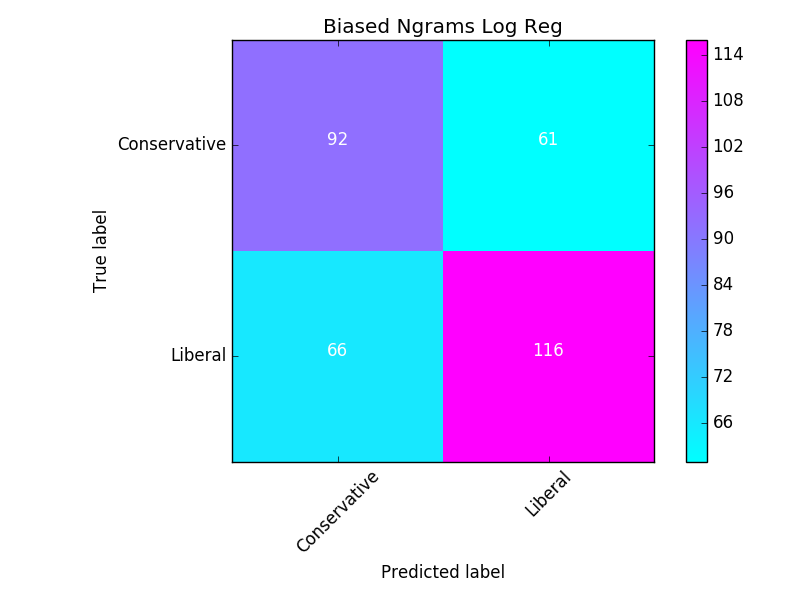 Biased Ngrams Log Reg
Conservative
Liberal
True label
92
61
66
116
Conservative
Liberal
Predicted label
114
108
102
96
90
84
78
72
66